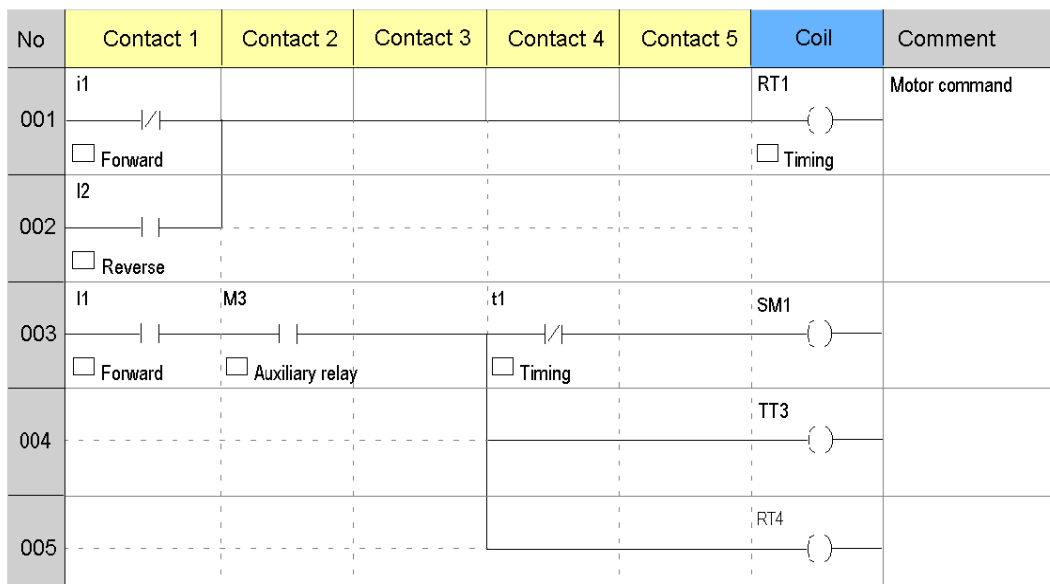 No Contact 1 Contact 2 Contact 3 Contact 4 Contact 5 Coil Comment
i1 RT1 Motor command
001
Forward Timing
I2
002
Reverse
I1 M3 t1 SM1
003
Forward Auxiliary relay Timing
TT3
004
RT4
005